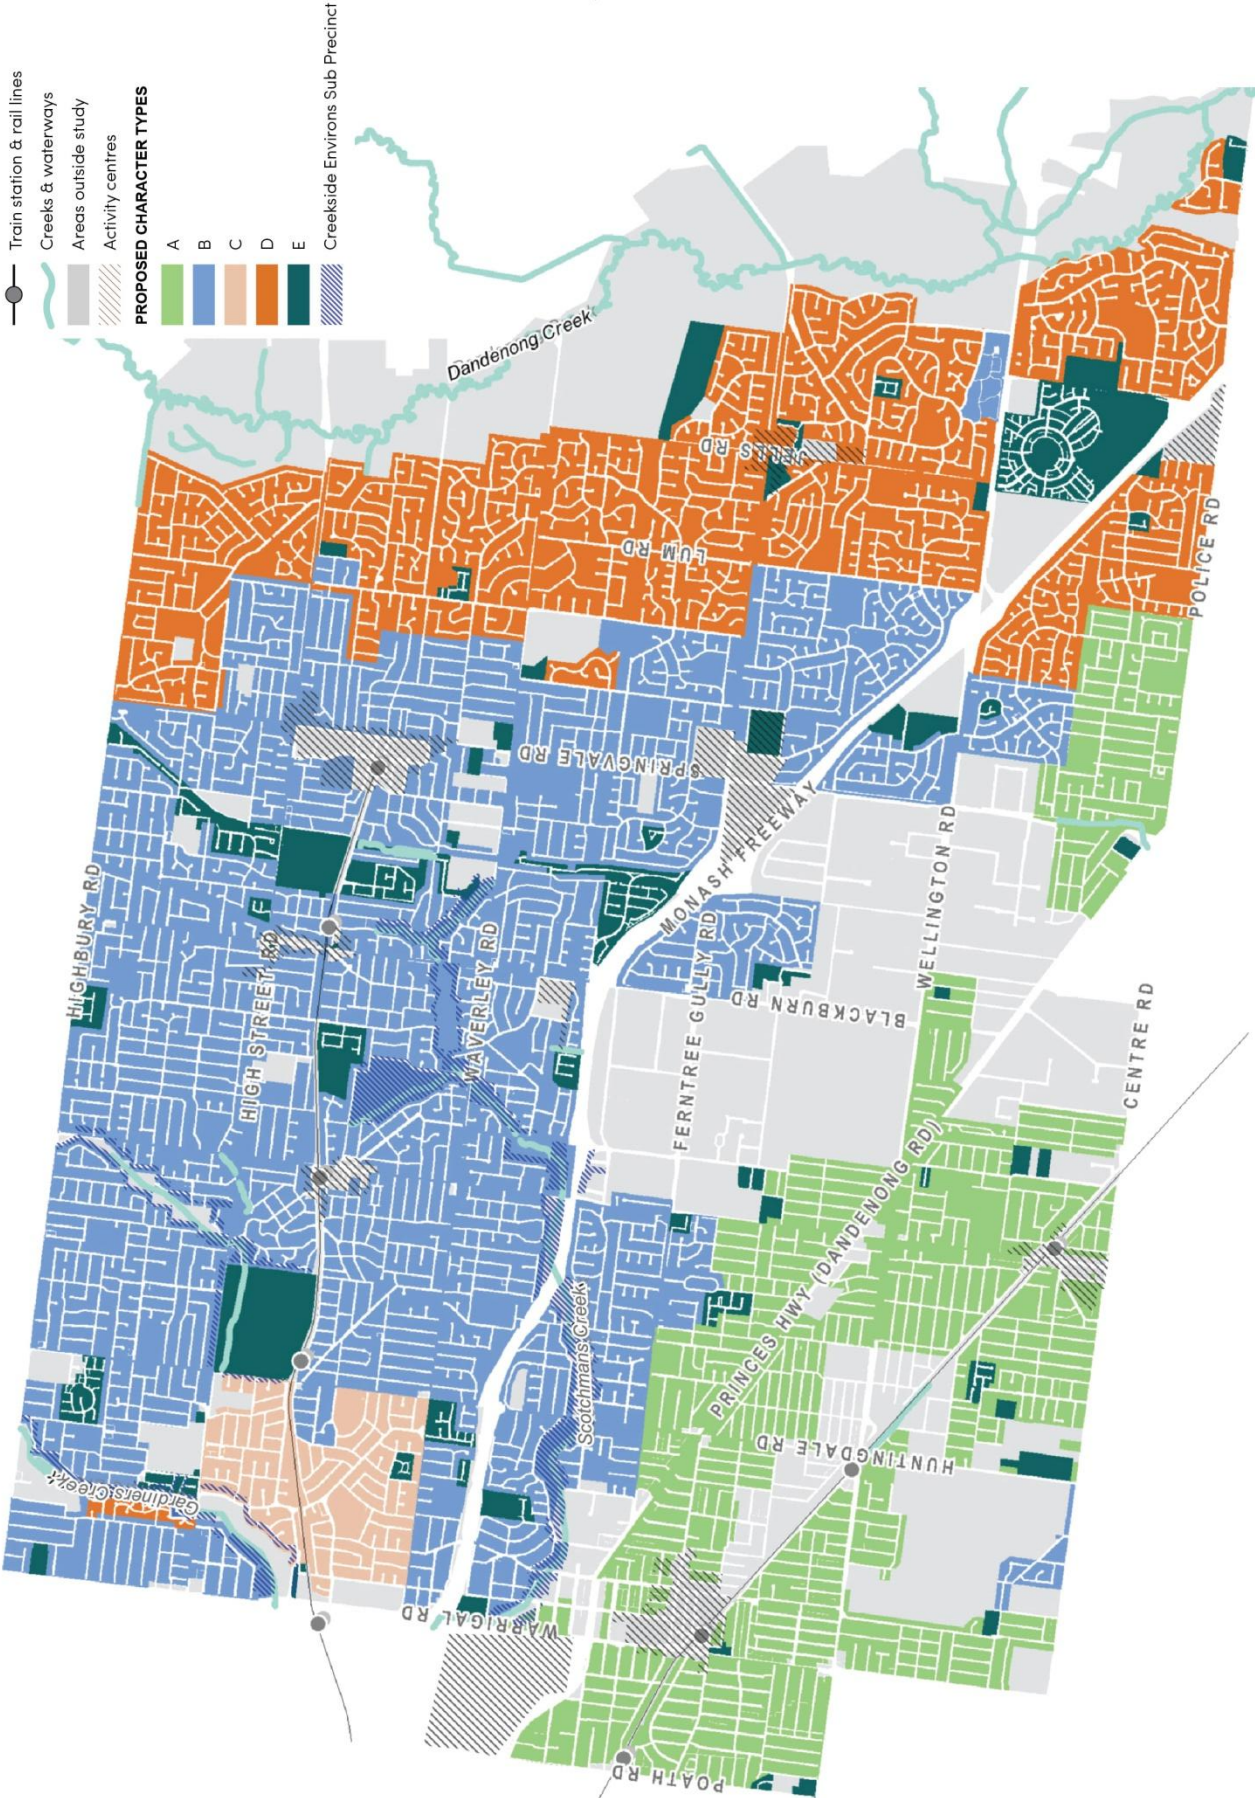 Train station & rail lines
Creeks & waterways
Areas outside study
Activity centres
PROPOSED CHARACTER TYPES
A
B
C
D
E
Creekside Environs Sub Precinct
Dandenong Creek
JELLS RD
LUM RD
POLICE RD
SPRINGVALE RD
HIGHBURY RD
HIGH STREET RD
WAVERLEY RD
MONASH FREEWAY
FERNTREE GULLY RD
BLACKBURN RD
WELLINGTON RD
CENTRE RD
PRINCES HWY (DANDENONG RD)
Scotchmans Creek
HUNTINGDALE RD
Gardiners Creek
WARRIGAL RD
POATH RD